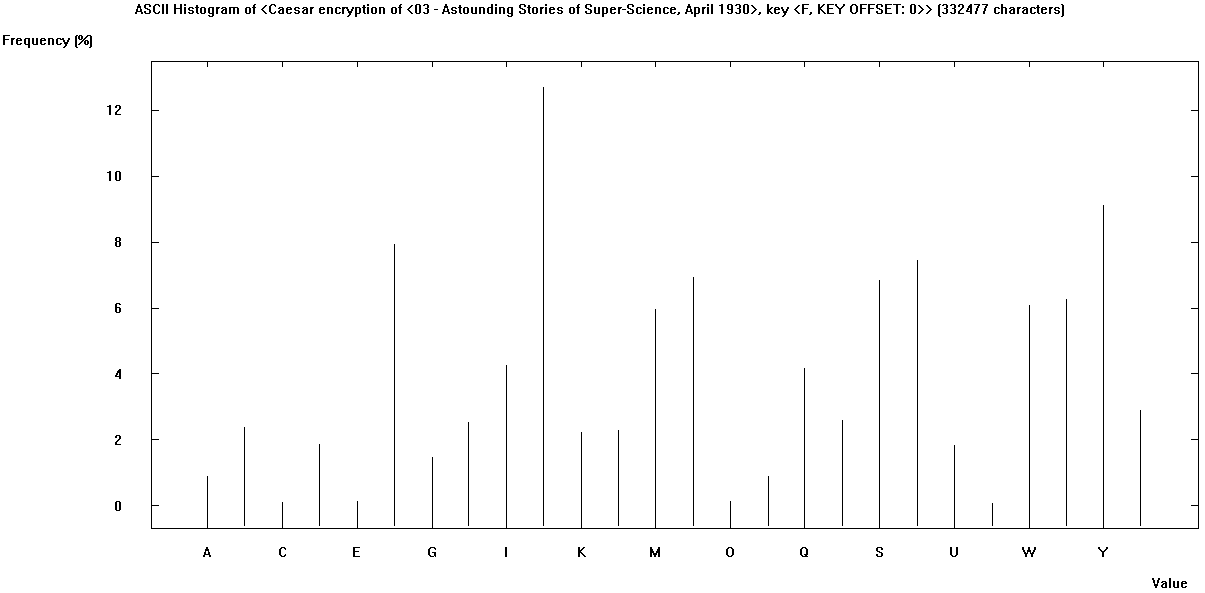 ASCII Histogram of <Caesar encryption of <03 - Astounding Stories of Super-Science, April 1930>, key <F, KEY OFFSET: 0>> (332477 characters)
Frequency (%)
12
10
8
6
4
2
0
A C E G I K M O Q S U W Y
Value